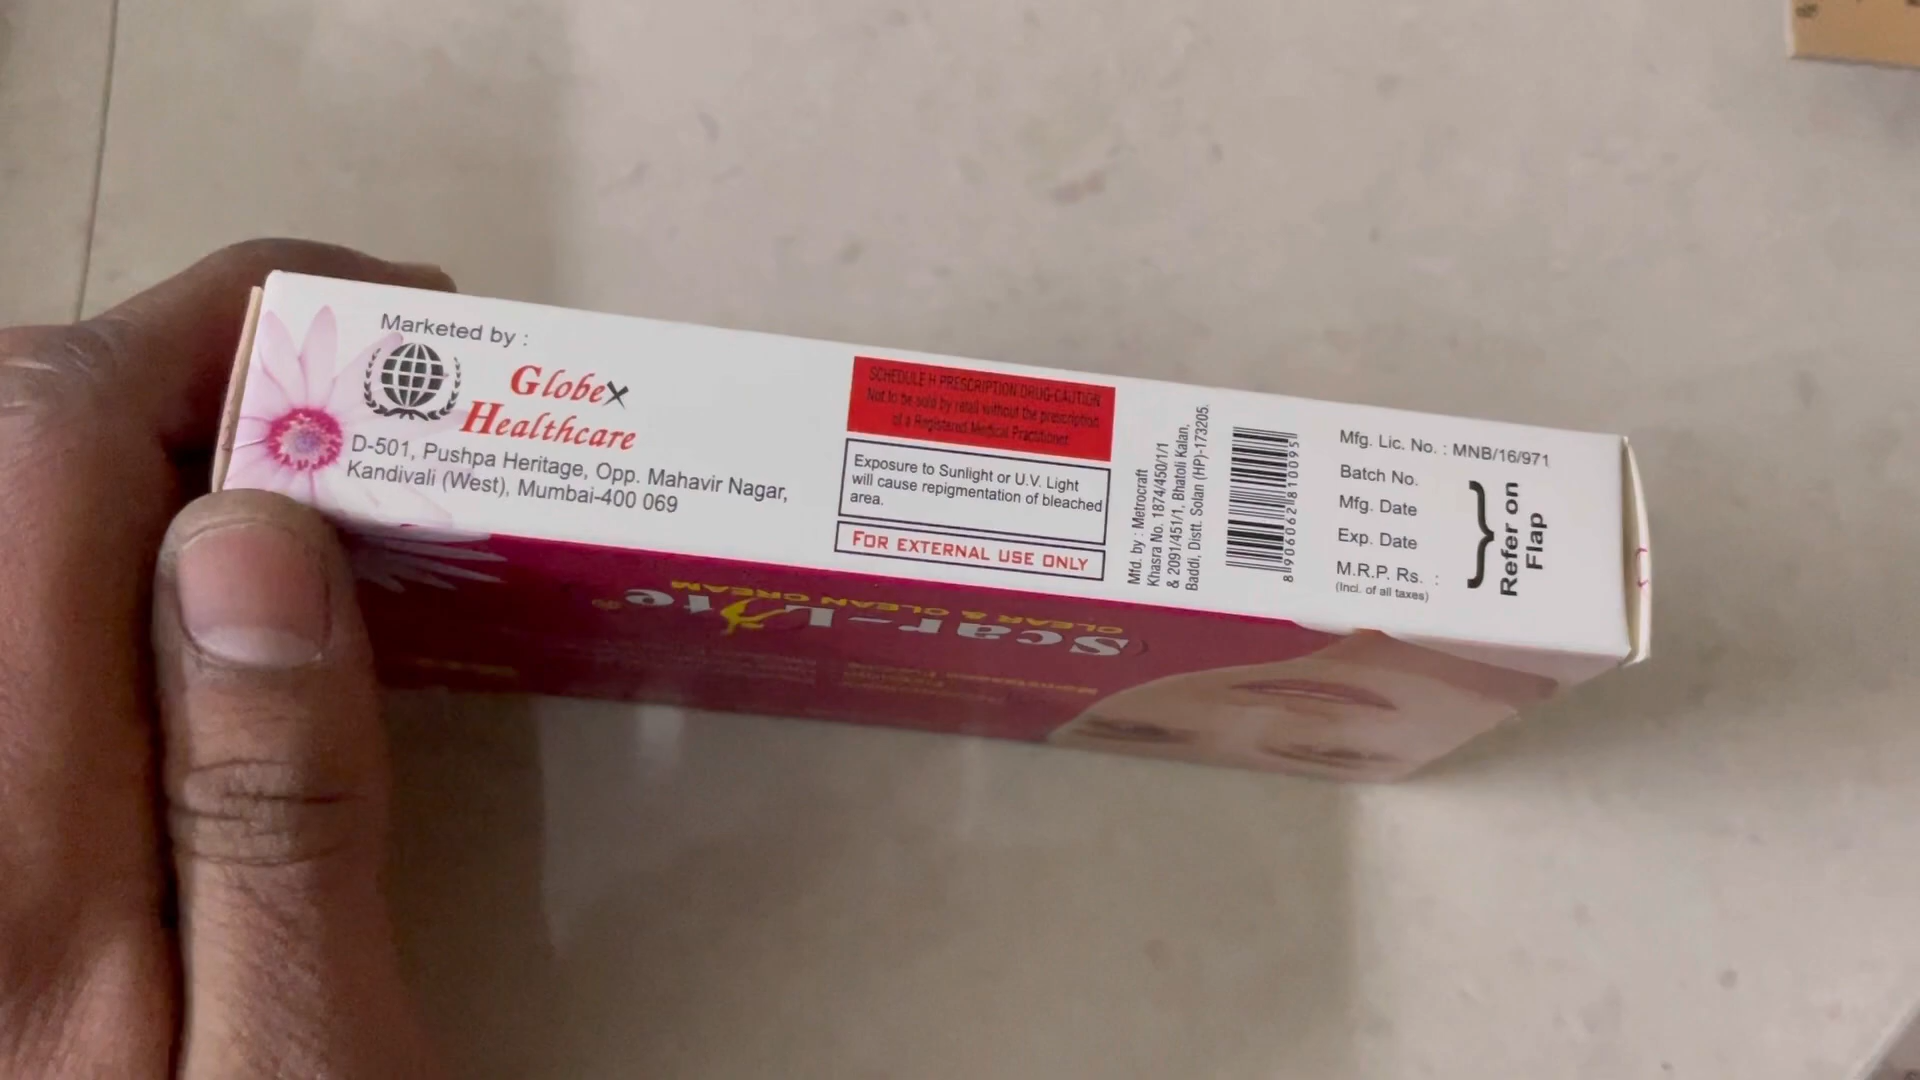 Marketed by :
Globex
Healthcare
D-501, Pushpa Heritage, Opp. Mahavir Nagar,
Kandivali (West), Mumbai-400 069
SCHEDULE H PRESCRIPTION DRUG-CAUTION
Not to be sold by retail without the prescription
of a Registered Medical Practitioner
Exposure to Sunlight or U.V. Light
will cause repigmentation of bleached
area.
FOR EXTERNAL USE ONLY
Mfd. by : Metrocraft
Khasra No. 1874/450/1/1
& 2091/451/1, Bhatoli Kalan,
Baddi, Distt. Solan (HP)-173205.
8906062810095
Mfg. Lic. No. : MNB/16/971
Batch No.
Mfg. Date
Exp. Date
M.R.P. Rs. :
(Incl. of all taxes)
} Refer on
Flap
Scar-Lite®
CLEAR & CLEAN CREAM